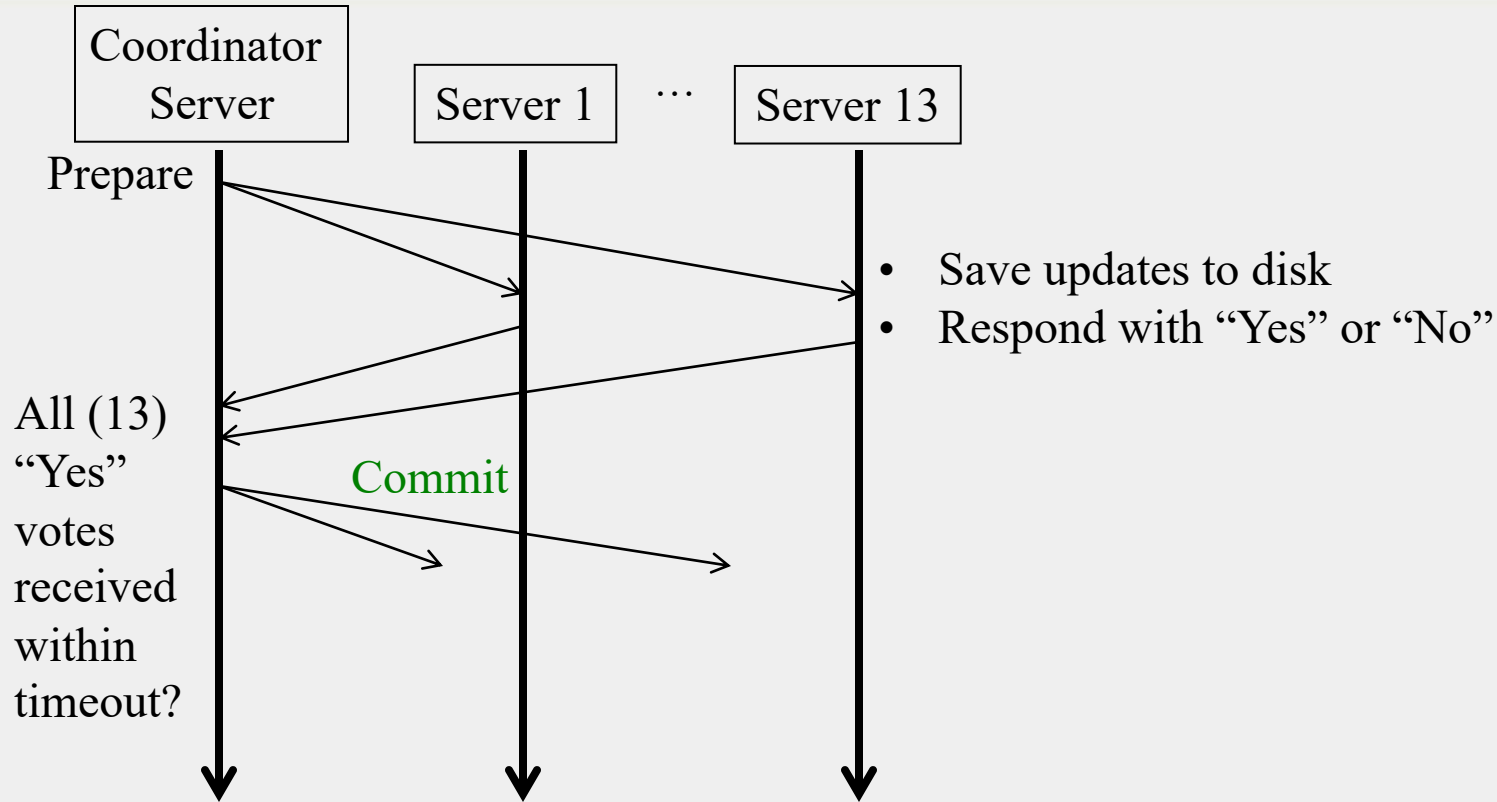 Coordinator
Server
Server 1
…
Server 13
Prepare
• Save updates to disk
• Respond with “Yes” or “No”
All (13)
“Yes”
votes
received
within
timeout?
Commit